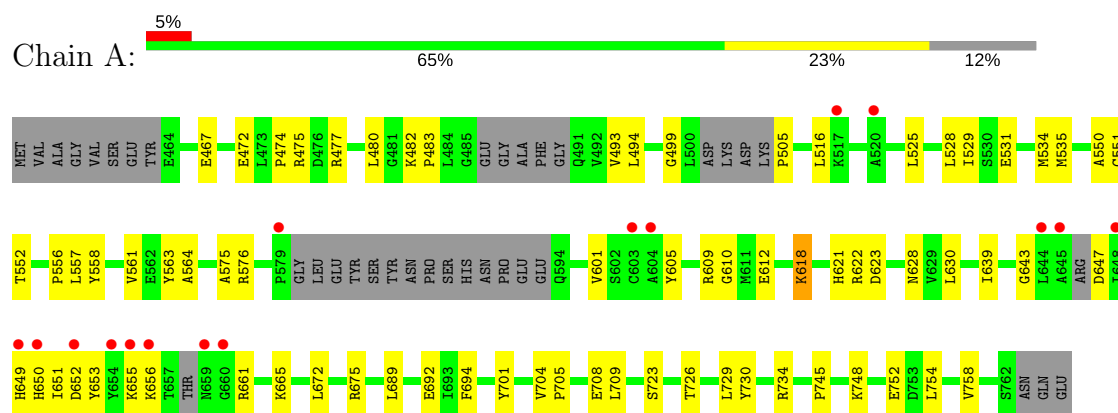 5%
Chain A:
65% 23% 12%
MET VAL ALA GLY VAL SER GLU TYR E464 E467 E472 L473 P474 R475 D476 R477 L480 G481 K482 P483 L484 G485 GLU GLY ALA PHE GLY Q491 V492 V493 L494 G499 L500 ASP LYS ASP LYS P505 L516 K517 A520 L525 L528 I529 S530 E531 M534 M535 A550 S551
T552 P556 L557 Y558 V561 E562 Y563 A564 A575 R576 P579 GLY LEU GLU TYR SER TYR ASN PRO SER HIS ASN PRO GLU GLU Q594 V601 S602 C603 A604 Y605 R609 G610 M611 E612 K618 H621 R622 D623 N628 V629 L630 I639 G643 L644 A645 ARG D647 I648
H649 H650 I651 D652 Y653 Y654 K655 K656 T657 THR N659 G660 R661 K665 L672 R675 L689 E692 I693 F694 Y701 V704 P705 E708 L709 S723 T726 L729 Y730 R734 P745 K748 E752 D753 L754 V758 S762 ASN GLN GLU